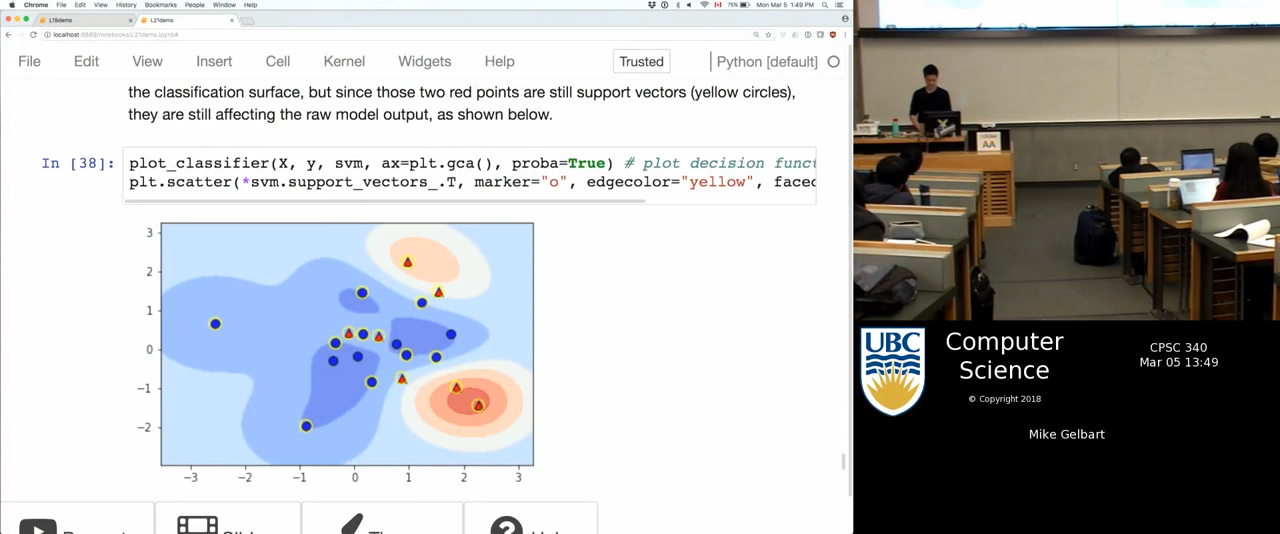 Chrome File Edit View History Bookmarks People Window Help
75% Mon Mar 5 1:49 PM
L19demo
L21demo
localhost:8888/notebooks/L21demo.ipynb#
File Edit View Insert Cell Kernel Widgets Help Trusted Python [default]
the classification surface, but since those two red points are still support vectors (yellow circles),
they are still affecting the raw model output, as shown below.
In [38]: plot_classifier(X, y, svm, ax=plt.gca(), proba=True) # plot decision funct
plt.scatter(*svm.support_vectors_.T, marker="o", edgecolor="yellow", facec
3
2
1
0
−1
−2
−3 −2 −1 0 1 2 3
AA
UBC
Computer
Science
© Copyright 2018
CPSC 340
Mar 05 13:49
Mike Gelbart